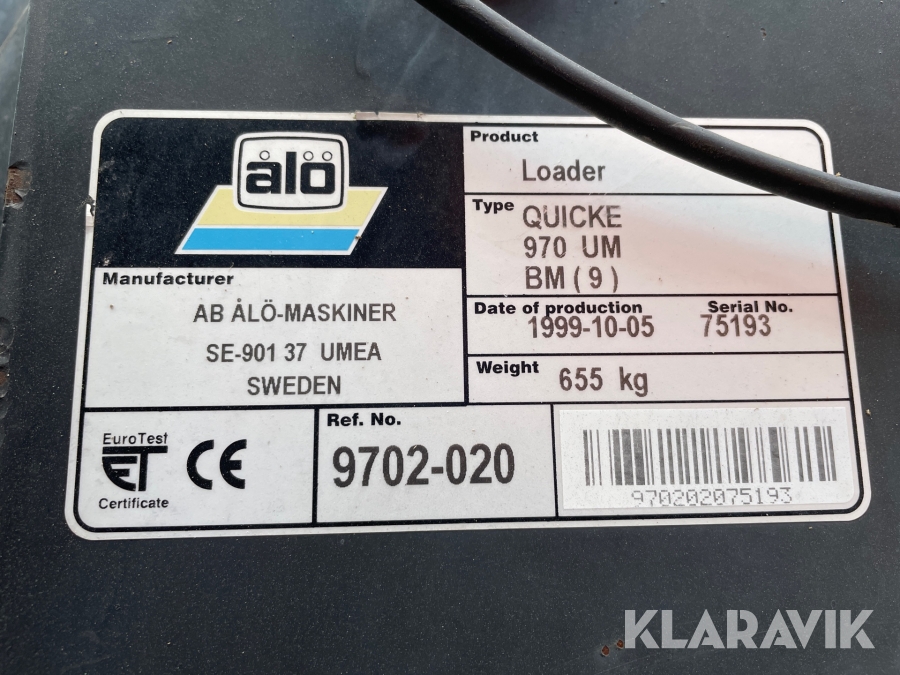 ålö
Product
Loader
Type
QUICKE
970 UM
BM ( 9 )
Manufacturer
AB ÅLÖ-MASKINER
SE-901 37 UMEA
SWEDEN
Date of production
1999-10-05
Serial No.
75193
Weight
655 kg
EuroTest
ET CE
Certificate
Ref. No.
9702-020
970202075193
KLARAVIK